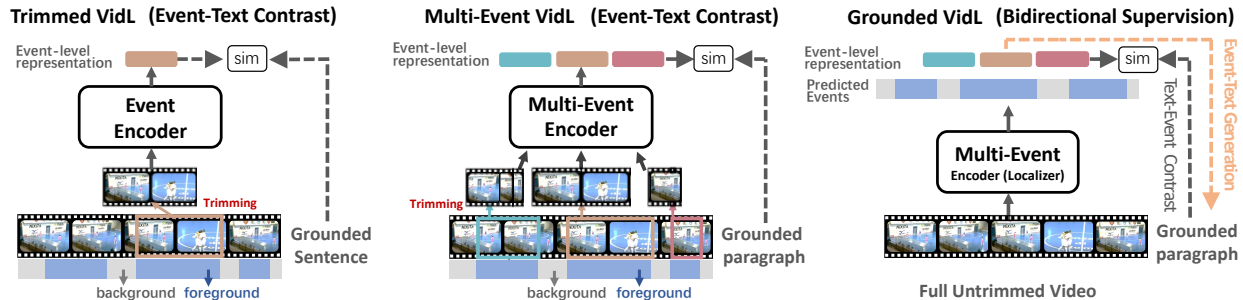 Trimmed VidL (Event-Text Contrast)
Event-level
representation
sim
Event
Encoder
Trimming
Grounded
Sentence
background
foreground
Multi-Event VidL (Event-Text Contrast)
Event-level
representation
sim
Multi-Event
Encoder
Trimming
Grounded
paragraph
background
foreground
Grounded VidL (Bidirectional Supervision)
Event-level
representation
sim
Predicted
Events
Multi-Event
Encoder (Localizer)
Text-Event Contrast
Event-Text Generation
Grounded
paragraph
Full Untrimmed Video